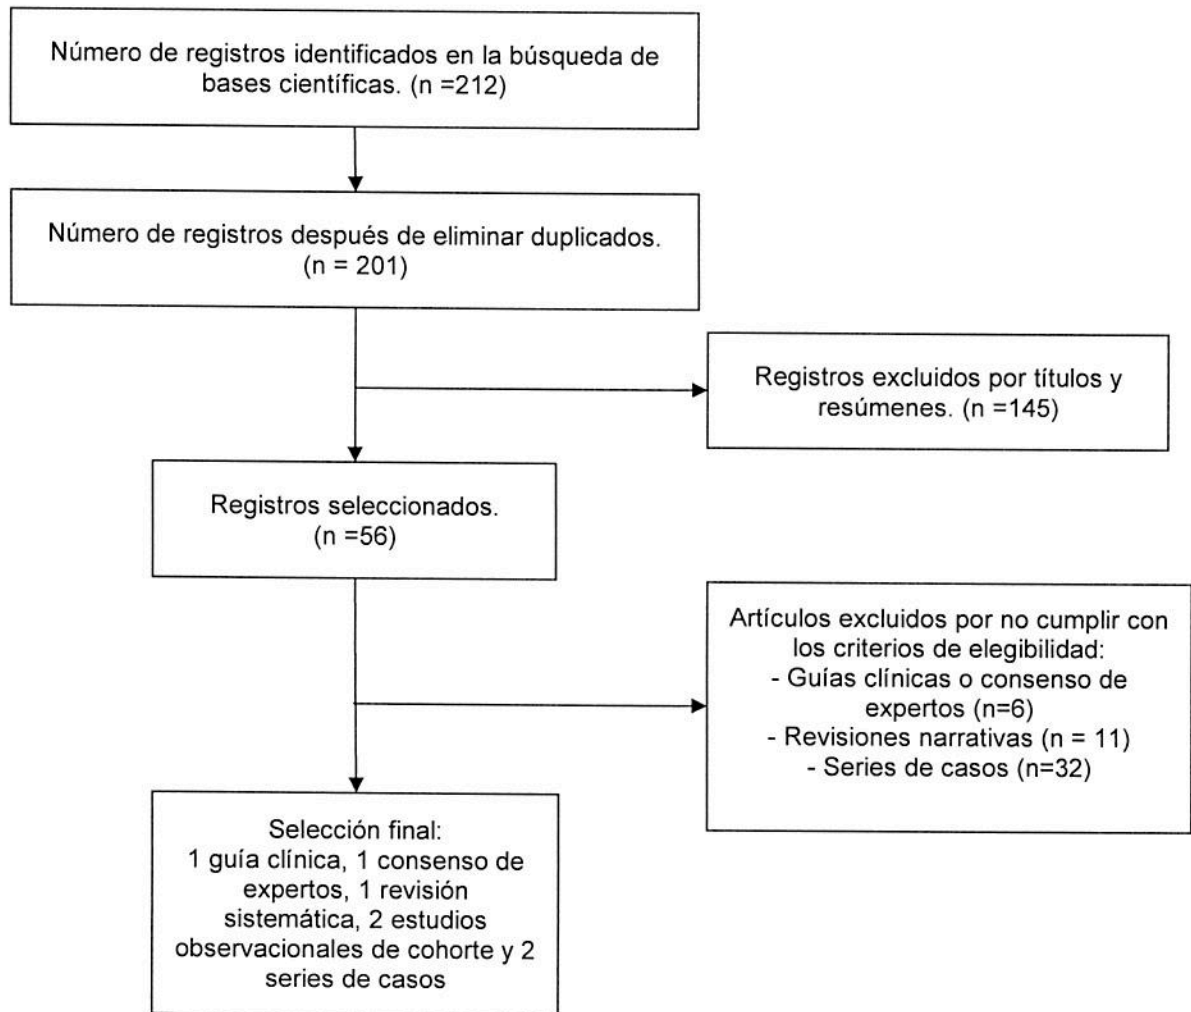 Número de registros identificados en la búsqueda de
bases científicas. (n =212)
Número de registros después de eliminar duplicados.
(n = 201)
Registros excluidos por títulos y
resúmenes. (n =145)
Registros seleccionados.
(n =56)
Artículos excluidos por no cumplir con
los criterios de elegibilidad:
- Guías clínicas o consenso de
expertos (n=6)
- Revisiones narrativas (n = 11)
- Series de casos (n=32)
Selección final:
1 guía clínica, 1 consenso de
expertos, 1 revisión
sistemática, 2 estudios
observacionales de cohorte y 2
series de casos